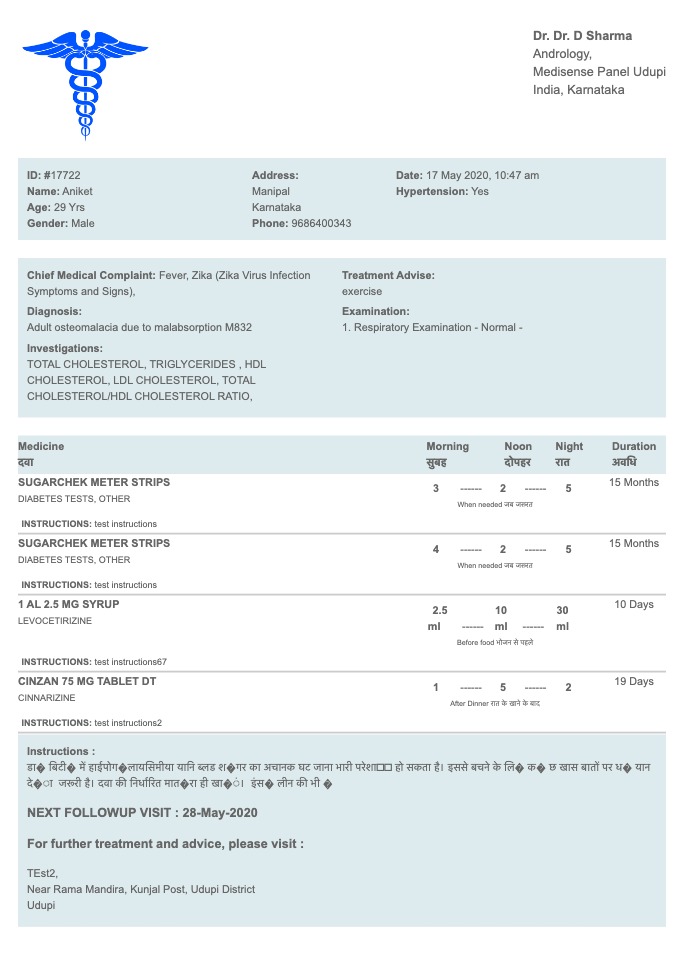 Dr. Dr. D Sharma
Andrology,
Medisense Panel Udupi
India, Karnataka
ID: #17722
Name: Aniket
Age: 29 Yrs
Gender: Male
Address:
Manipal
Karnataka
Phone: 9686400343
Date: 17 May 2020, 10:47 am
Hypertension: Yes
Chief Medical Complaint: Fever, Zika (Zika Virus Infection
Symptoms and Signs),
Diagnosis:
Adult osteomalacia due to malabsorption M832
Investigations:
TOTAL CHOLESTEROL, TRIGLYCERIDES , HDL
CHOLESTEROL, LDL CHOLESTEROL, TOTAL
CHOLESTEROL/HDL CHOLESTEROL RATIO,
Treatment Advise:
exercise
Examination:
1. Respiratory Examination - Normal -
Medicine Morning Noon Night Duration
दवा सुबह दोपहर रात अवधि
SUGARCHEK METER STRIPS 3 ------ 2 ------ 5 15 Months
DIABETES TESTS, OTHER
When needed जब जरूरत
INSTRUCTIONS: test instructions
SUGARCHEK METER STRIPS 4 ------ 2 ------ 5 15 Months
DIABETES TESTS, OTHER
When needed जब जरूरत
INSTRUCTIONS: test instructions
1 AL 2.5 MG SYRUP 2.5 10 30 10 Days
LEVOCETIRIZINE ml ------ ml ------ ml
Before food भोजन से पहले
INSTRUCTIONS: test instructions67
CINZAN 75 MG TABLET DT 1 ------ 5 ------ 2 19 Days
CINNARIZINE
After Dinner रात के खाने के बाद
INSTRUCTIONS: test instructions2
Instructions :
डा� बिटी� में हाईपोग�लायसिमीया यानि ब्लड श�गर का अचानक घट जाना भारी परेशा□□ हो सकता है। इससे बचने के लि� क� छ खास बातों पर ध� यान
दे�ा जरूरी है। दवा की निर्धारित मात�रा ही खा�ं। इंस� लीन की भी �
NEXT FOLLOWUP VISIT : 28-May-2020
For further treatment and advice, please visit :
TEst2,
Near Rama Mandira, Kunjal Post, Udupi District
Udupi